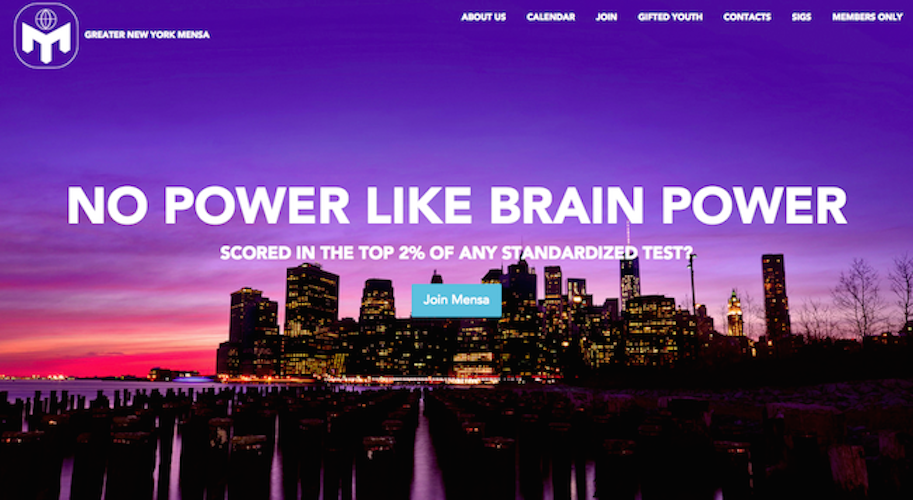 GREATER NEW YORK MENSA
ABOUT US CALENDAR JOIN GIFTED YOUTH CONTACTS SIGS MEMBERS ONLY
NO POWER LIKE BRAIN POWER
SCORED IN THE TOP 2% OF ANY STANDARDIZED TEST?
Join Mensa